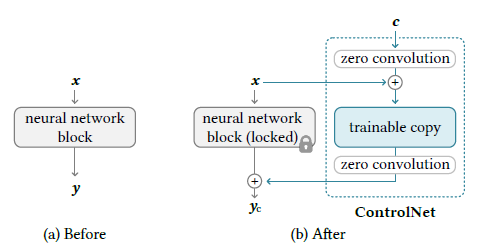 c
zero convolution
x
neural network
block
y
x
+
neural network
block (locked)
trainable copy
zero convolution
+
yc
ControlNet
(a) Before
(b) After